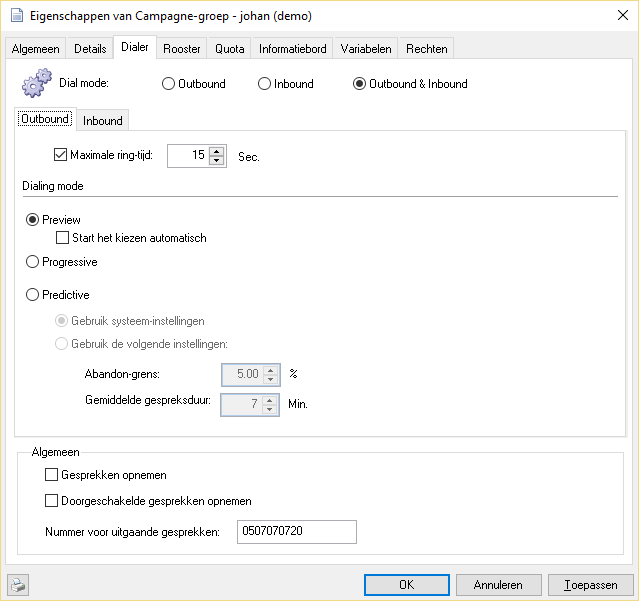 Eigenschappen van Campagne-groep - johan (demo)
Algemeen Details Dialer Rooster Quota Informatiebord Variabelen Rechten
Dial mode: Outbound Inbound Outbound & Inbound
Outbound Inbound
Maximale ring-tijd: 15 Sec.
Dialing mode
Preview
Start het kiezen automatisch
Progressive
Predictive
Gebruik systeem-instellingen
Gebruik de volgende instellingen:
Abandon-grens: 5.00 %
Gemiddelde gespreksduur: 7 Min.
Algemeen
Gesprekken opnemen
Doorgeschakelde gesprekken opnemen
Nummer voor uitgaande gesprekken: 0507070720
OK Annuleren Toepassen